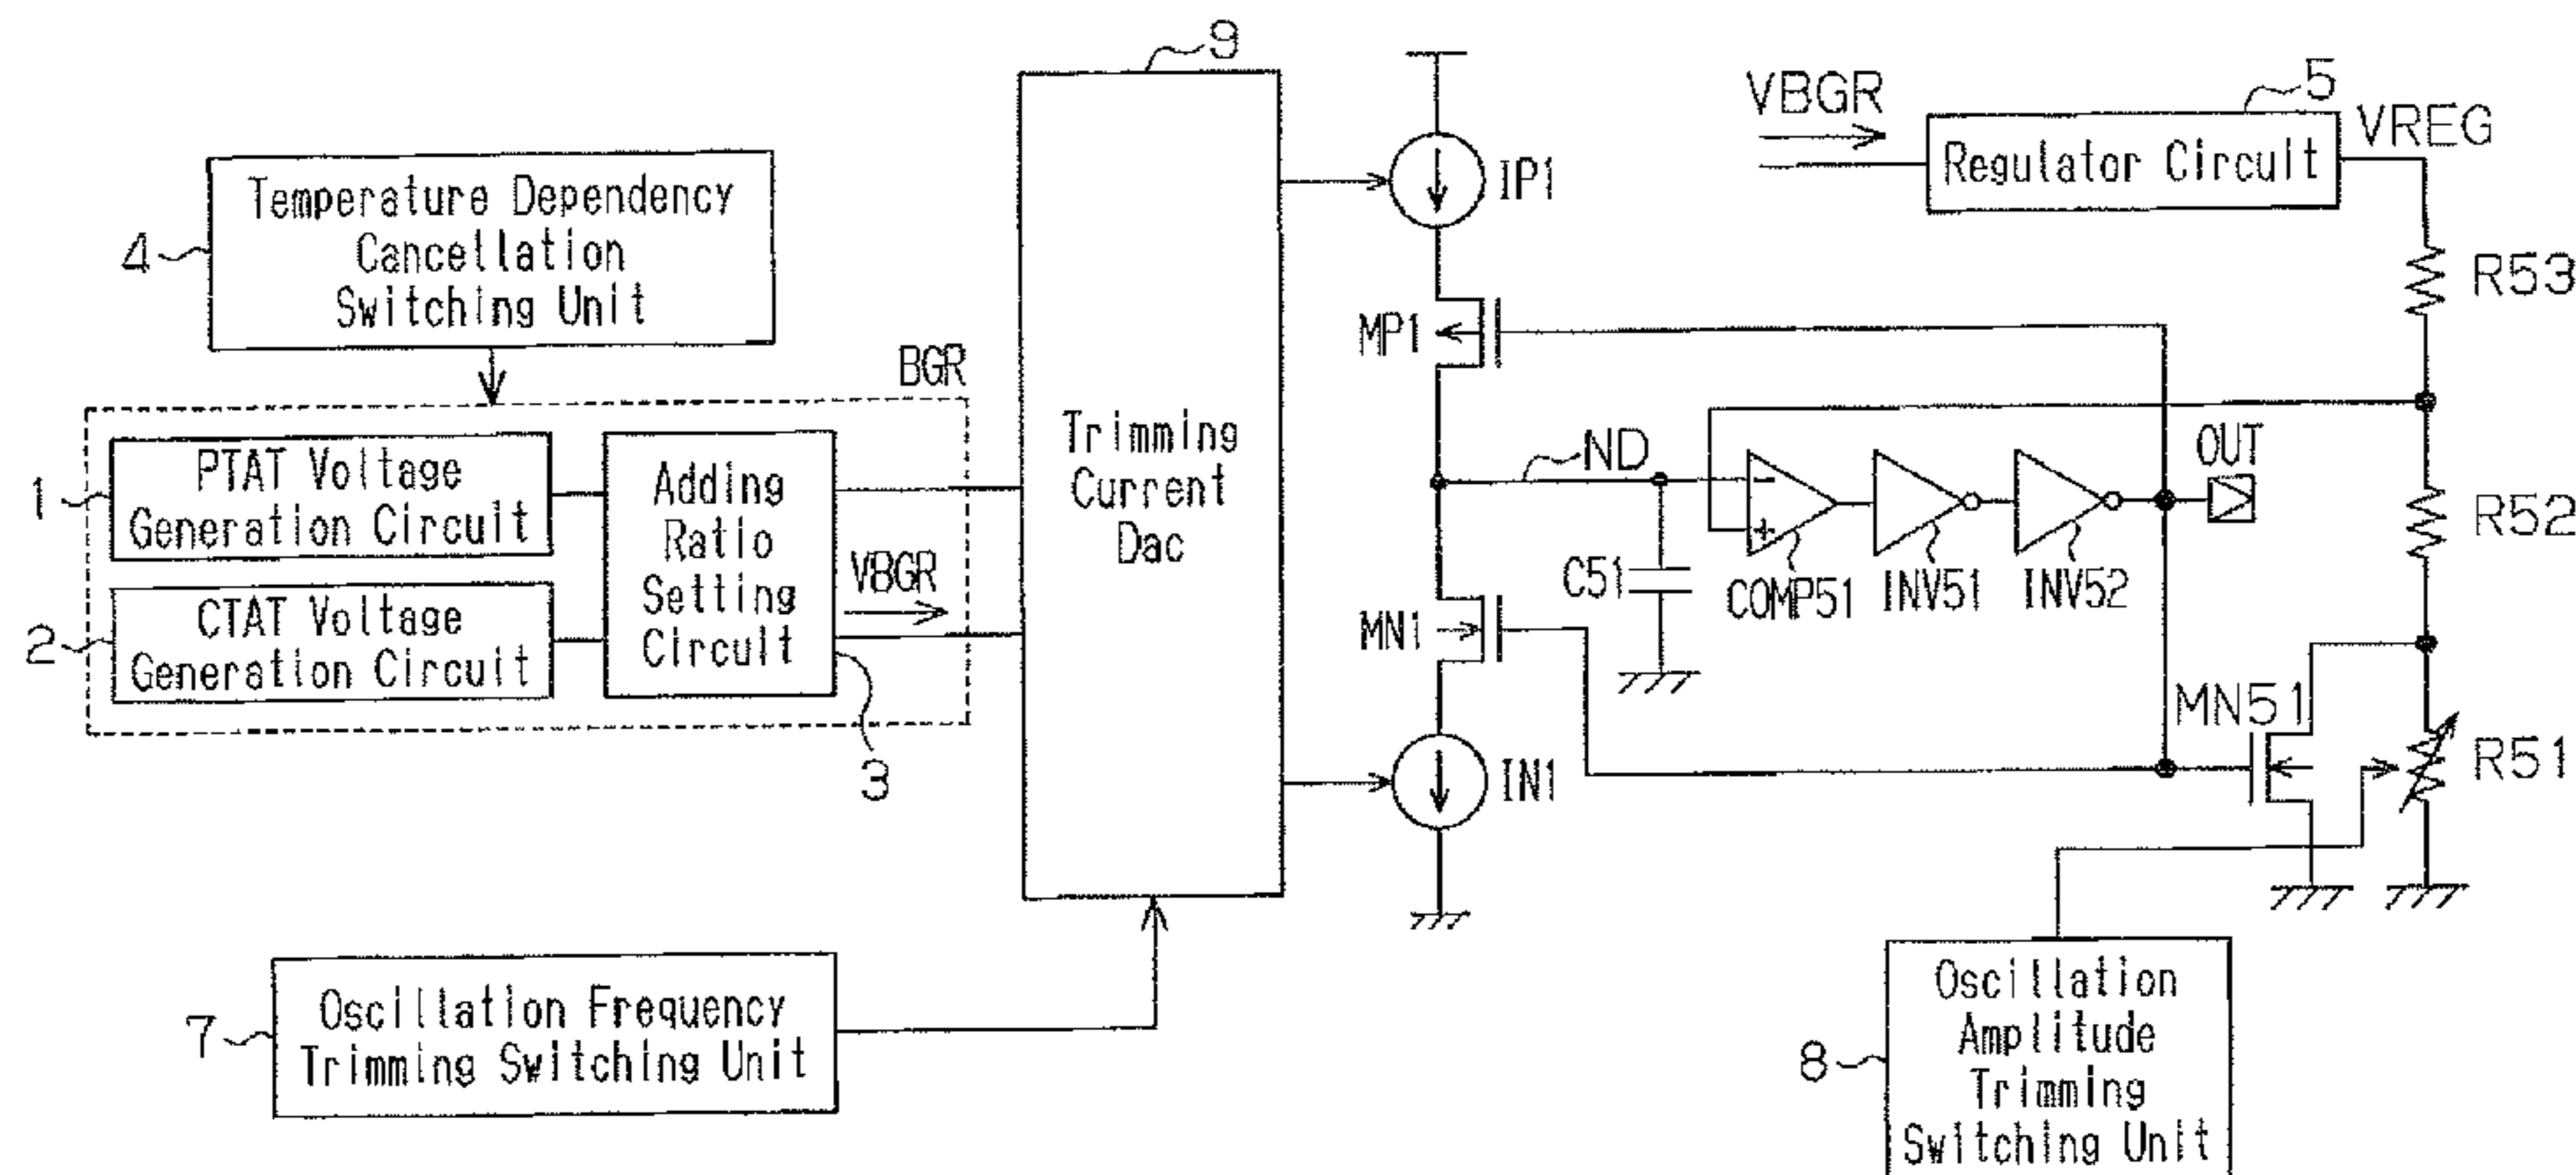 9
5
VBGR
VREG
Regulator Circuit
IP1
R53
4
Temperature Dependency
Cancellation
Switching Unit
MP1
BGR
Trimming
Current
Dac
ND
OUT
R52
1
PTAT Voltage
Generation Circuit
Adding
Ratio
Setting
Circuit
VBGR
-
+
C51
COMP51
INV51
INV52
2
CTAT Voltage
Generation Circuit
MN1
3
IN1
MN51
R51
7
Oscillation Frequency
Trimming Switching Unit
8
Oscillation
Amplitude
Trimming
Switching Unit